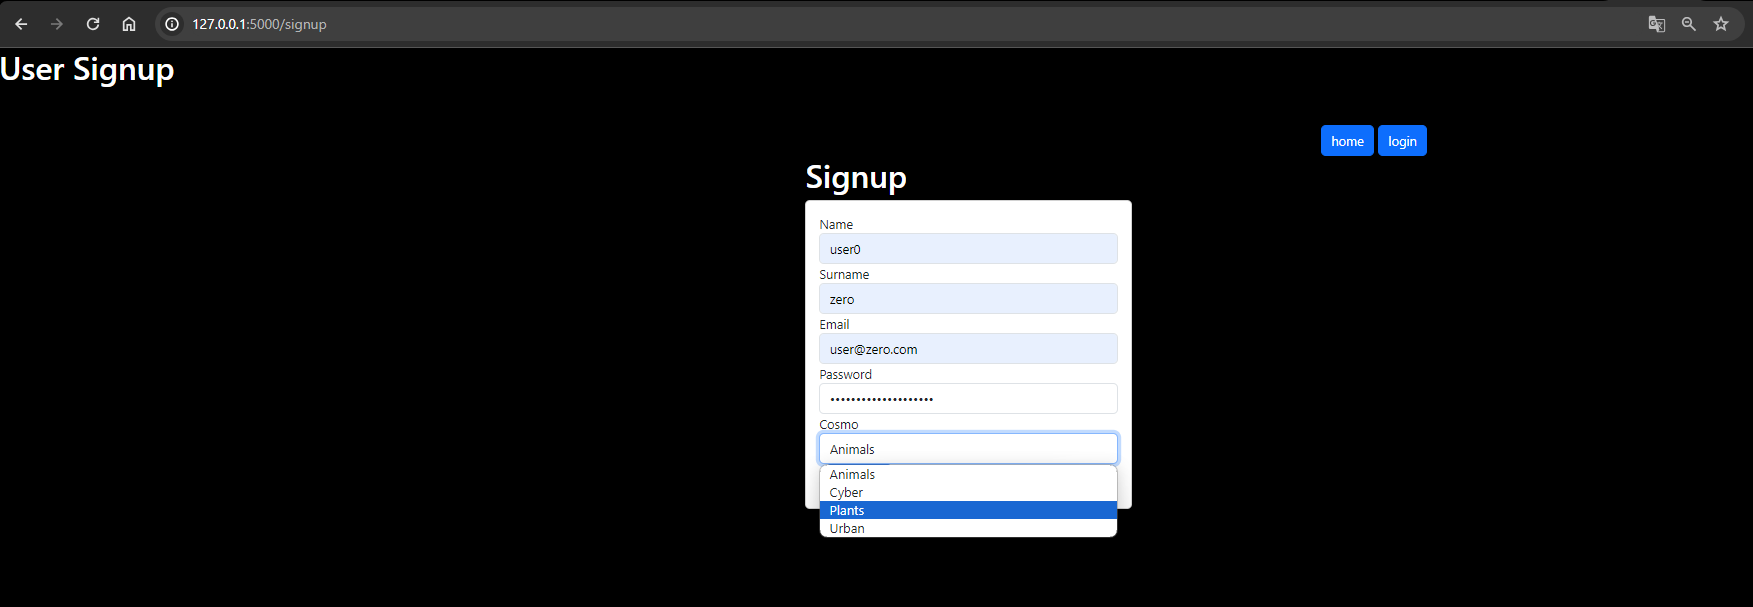 127.0.0.1:5000/signup
User Signup
home login
Signup
Name
user0
Surname
zero
Email
user@zero.com
Password
••••••••••••••••••••
Cosmo
Animals
Animals
Cyber
Plants
Urban